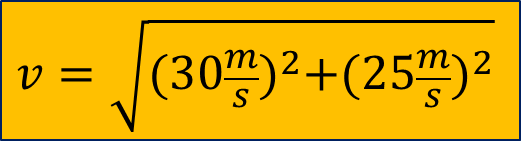 v = √((30 m/s)²+(25 m/s)²)